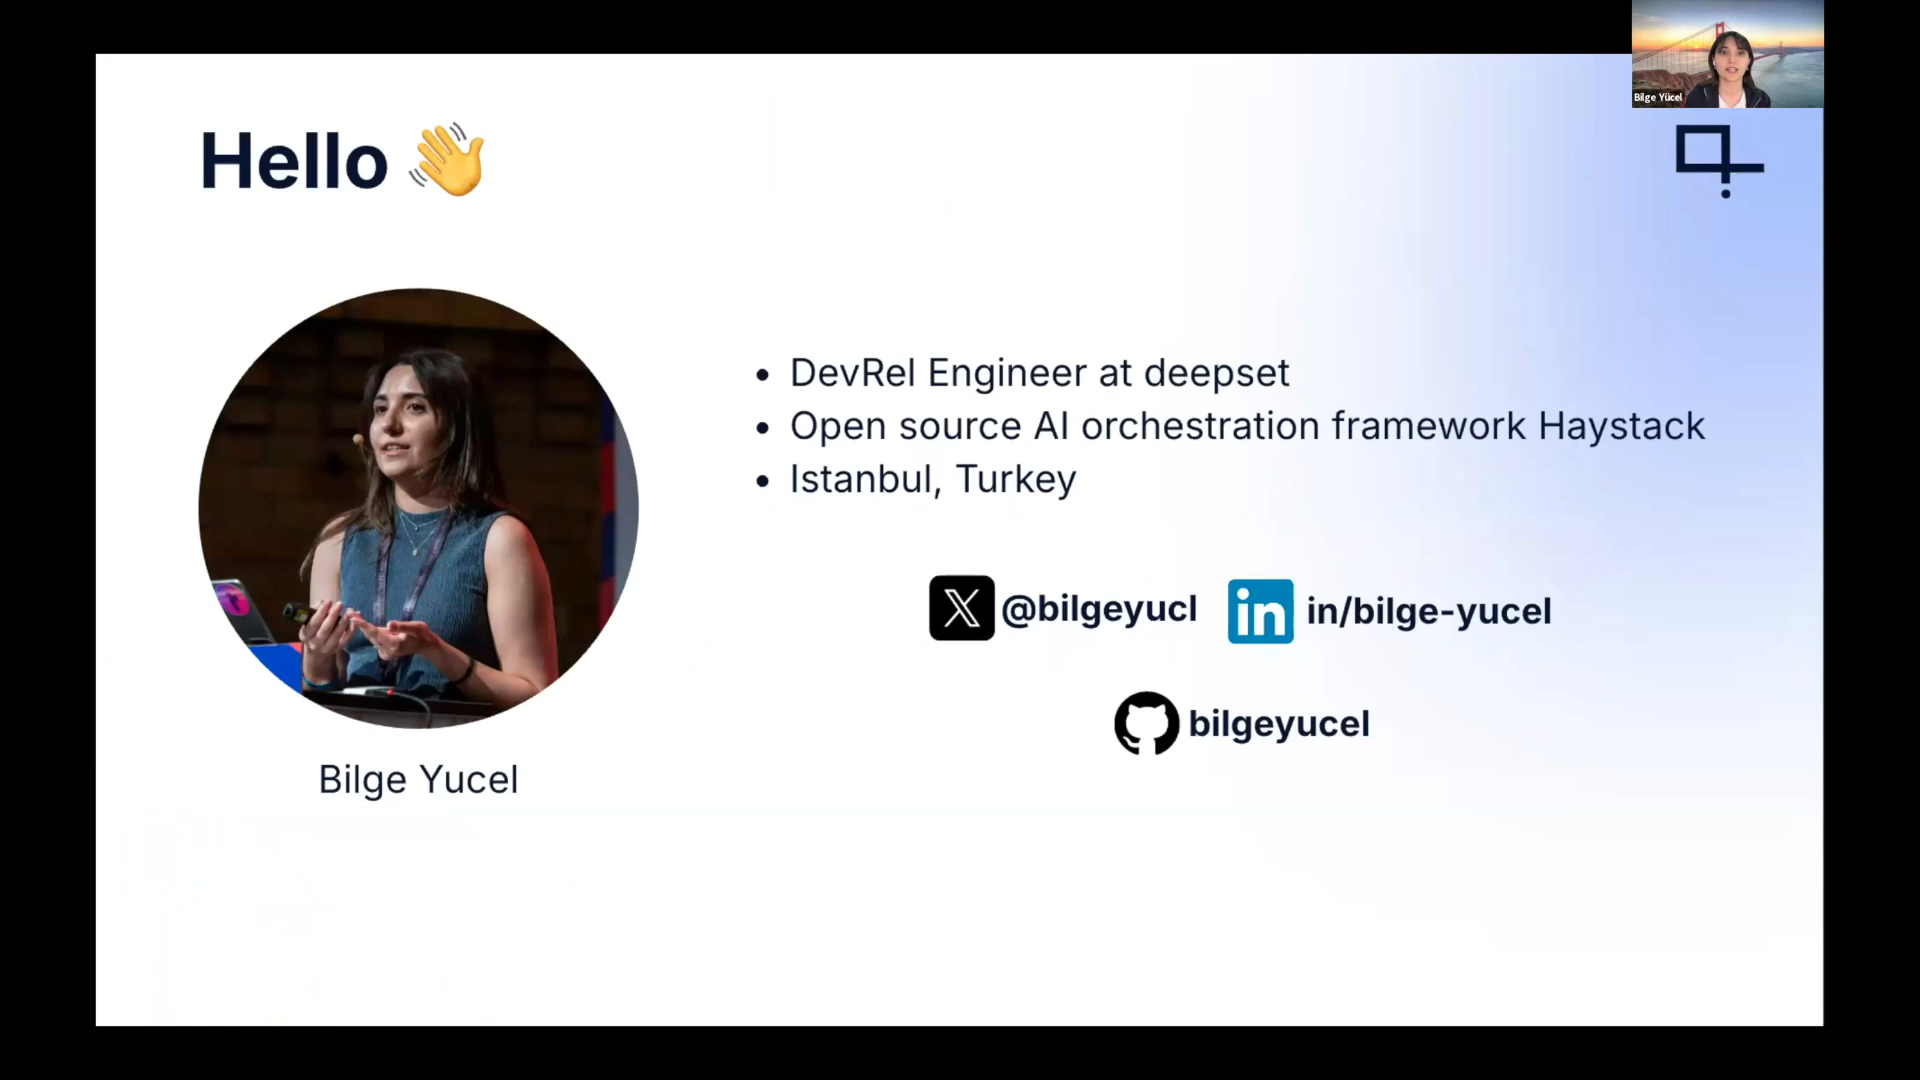 Bilge Yücel
Hello 👋
• DevRel Engineer at deepset
• Open source AI orchestration framework Haystack
• Istanbul, Turkey
@bilgeyucl
in/bilge-yucel
bilgeyucel
Bilge Yucel